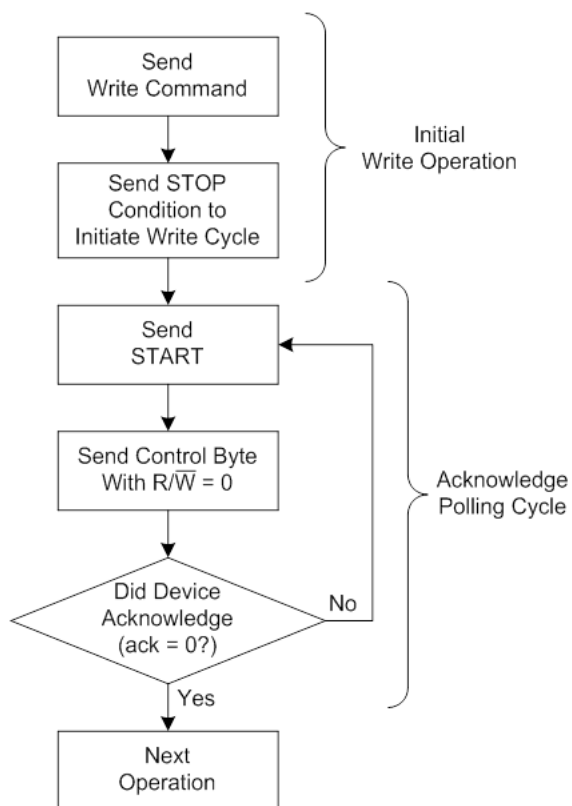 Send
Write Command
Initial
Write Operation
Send STOP
Condition to
Initiate Write Cycle
Send
START
Send Control Byte
With R/W̅ = 0
Acknowledge
Polling Cycle
Did Device
Acknowledge
(ack = 0?)
No
Yes
Next
Operation